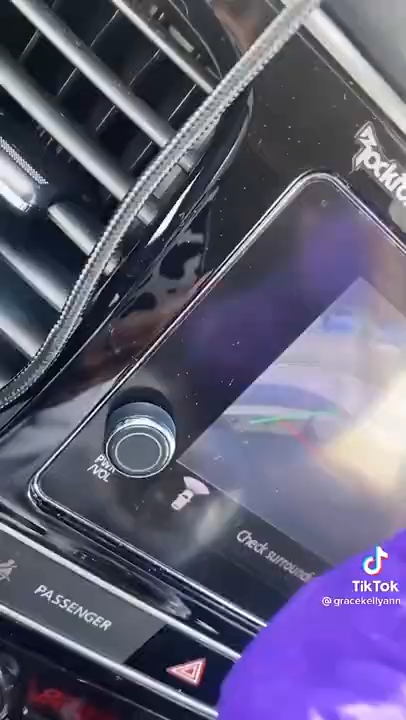 PWR
/VOL
Check surround
PASSENGER
TikTok
@gracekellyann